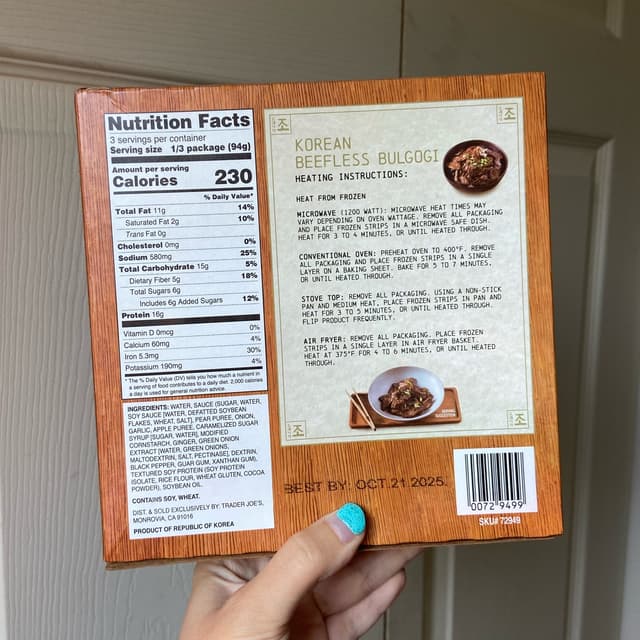 Nutrition Facts
3 servings per container
Serving size 1/3 package (94g)
Amount per serving
Calories 230
% Daily Value*
Total Fat 11g 14%
Saturated Fat 2g 10%
Trans Fat 0g
Cholesterol 0mg 0%
Sodium 580mg 25%
Total Carbohydrate 15g 5%
Dietary Fiber 5g 18%
Total Sugars 6g
Includes 6g Added Sugars 12%
Protein 16g
Vitamin D 0mcg 0%
Calcium 60mg 4%
Iron 5.3mg 30%
Potassium 190mg 4%
* The % Daily Value (DV) tells you how much a nutrient in
a serving of food contributes to a daily diet. 2,000 calories
a day is used for general nutrition advice.
INGREDIENTS: WATER, SAUCE (SUGAR, WATER,
SOY SAUCE [WATER, DEFATTED SOYBEAN
FLAKES, WHEAT, SALT], PEAR PUREE, ONION,
GARLIC, APPLE PUREE, CARAMELIZED SUGAR
SYRUP [SUGAR, WATER], MODIFIED
CORNSTARCH, GINGER, GREEN ONION
EXTRACT [WATER, GREEN ONIONS,
MALTODEXTRIN, SALT, PECTINASE], DEXTRIN,
BLACK PEPPER, GUAR GUM, XANTHAN GUM),
TEXTURED SOY PROTEIN (SOY PROTEIN
ISOLATE, RICE FLOUR, WHEAT GLUTEN, COCOA
POWDER), SOYBEAN OIL.
CONTAINS SOY, WHEAT.
DIST. & SOLD EXCLUSIVELY BY: TRADER JOE'S,
MONROVIA, CA 91016
PRODUCT OF REPUBLIC OF KOREA
KOREAN
BEEFLESS BULGOGI
HEATING INSTRUCTIONS:
HEAT FROM FROZEN
MICROWAVE (1200 WATT): MICROWAVE HEAT TIMES MAY
VARY DEPENDING ON OVEN WATTAGE. REMOVE ALL PACKAGING
AND PLACE FROZEN STRIPS IN A MICROWAVE SAFE DISH.
HEAT FOR 3 TO 4 MINUTES, OR UNTIL HEATED THROUGH.
CONVENTIONAL OVEN: PREHEAT OVEN TO 400°F. REMOVE
ALL PACKAGING AND PLACE FROZEN STRIPS IN A SINGLE
LAYER ON A BAKING SHEET. BAKE FOR 5 TO 7 MINUTES,
OR UNTIL HEATED THROUGH.
STOVE TOP: REMOVE ALL PACKAGING. USING A NON-STICK
PAN AND MEDIUM HEAT, PLACE FROZEN STRIPS IN PAN AND
HEAT FOR 3 TO 5 MINUTES, OR UNTIL HEATED THROUGH.
FLIP PRODUCT FREQUENTLY.
AIR FRYER: REMOVE ALL PACKAGING. PLACE FROZEN
STRIPS IN A SINGLE LAYER IN AIR FRYER BASKET.
HEAT AT 375°F FOR 4 TO 6 MINUTES, OR UNTIL HEATED
THROUGH.
SERVING
SUGGESTION
BEST BY: OCT.21 2025.
0072 9499
SKU# 72949